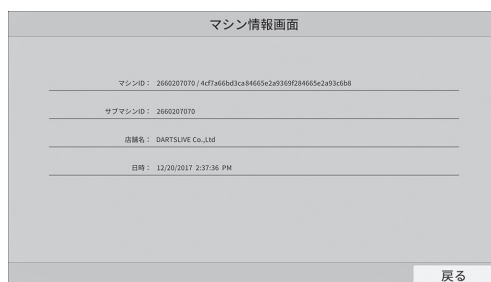 マシン情報画面
マシンID： 2660207070 / 4cf7a66bd3ca84665e2a9369f284665e2a93c6b8
サブマシンID： 2660207070
店舗名： DARTSLIVE Co.,Ltd
日時： 12/20/2017 2:37:36 PM
戻る